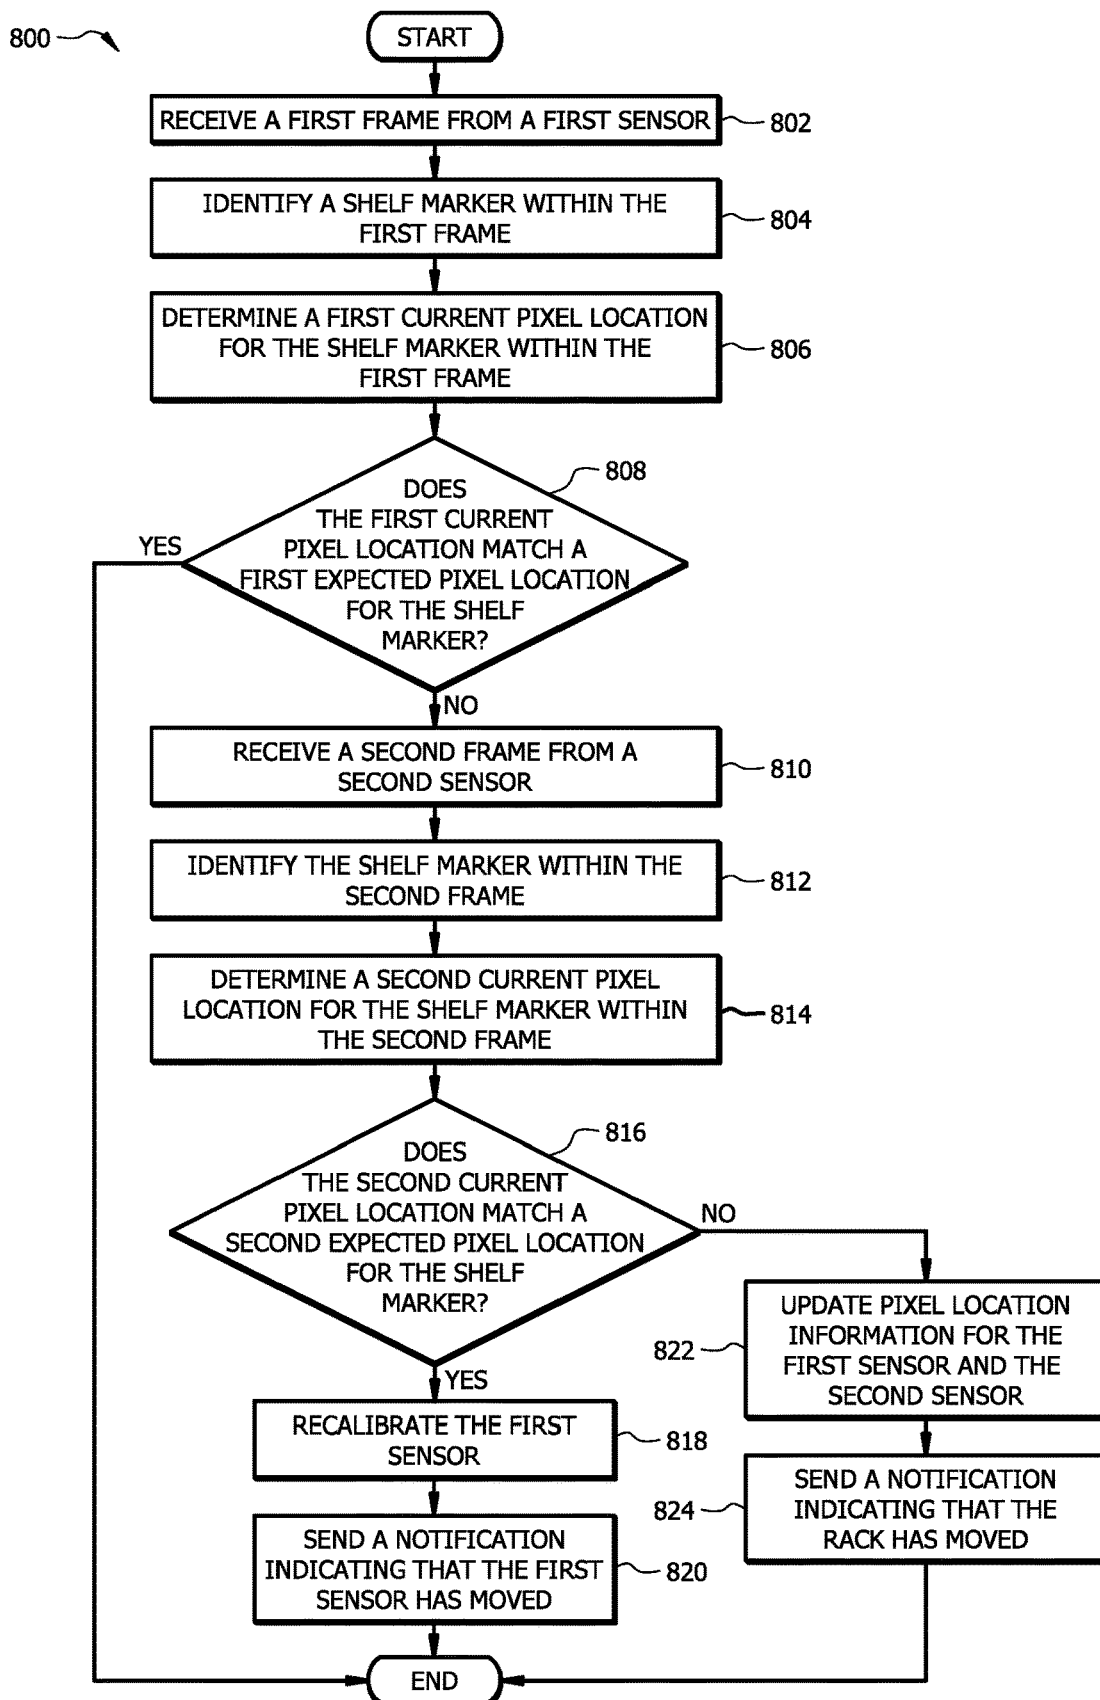 800
START
RECEIVE A FIRST FRAME FROM A FIRST SENSOR
802
IDENTIFY A SHELF MARKER WITHIN THE
FIRST FRAME
804
DETERMINE A FIRST CURRENT PIXEL LOCATION
FOR THE SHELF MARKER WITHIN THE
FIRST FRAME
806
808
DOES
THE FIRST CURRENT
PIXEL LOCATION MATCH A
FIRST EXPECTED PIXEL LOCATION
FOR THE SHELF
MARKER?
YES
NO
RECEIVE A SECOND FRAME FROM A
SECOND SENSOR
810
IDENTIFY THE SHELF MARKER WITHIN THE
SECOND FRAME
812
DETERMINE A SECOND CURRENT PIXEL
LOCATION FOR THE SHELF MARKER WITHIN
THE SECOND FRAME
814
816
DOES
THE SECOND CURRENT
PIXEL LOCATION MATCH A
SECOND EXPECTED PIXEL LOCATION
FOR THE SHELF
MARKER?
NO
YES
UPDATE PIXEL LOCATION
INFORMATION FOR THE
FIRST SENSOR AND THE
SECOND SENSOR
822
RECALIBRATE THE FIRST
SENSOR
818
SEND A NOTIFICATION
INDICATING THAT THE
RACK HAS MOVED
824
SEND A NOTIFICATION
INDICATING THAT THE FIRST
SENSOR HAS MOVED
820
END